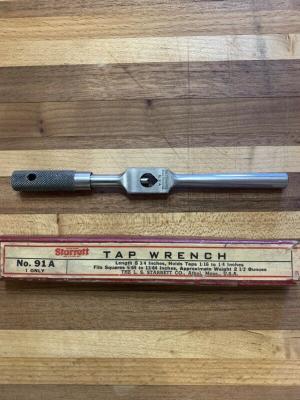 Starrett
TAP WRENCH
No. 91A
1 ONLY
Length 6 3/4 Inches, Holds Taps 1/16 to 1/4 Inches
Fits Squares 5/64 to 13/64 Inches, Approximate Weight 2 1/2 Ounces
THE L. S. STARRETT CO., Athol, Mass., U.S.A.